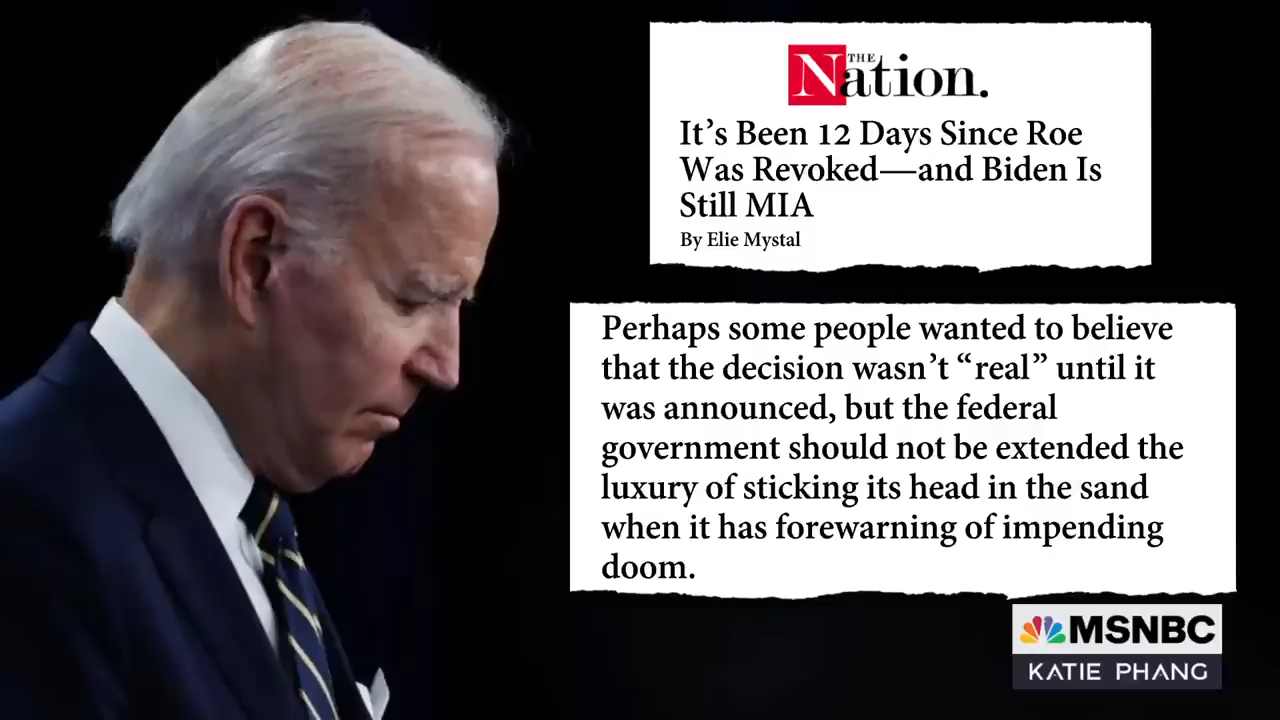 THE
Nation.
It’s Been 12 Days Since Roe
Was Revoked—and Biden Is
Still MIA
By Elie Mystal
Perhaps some people wanted to believe
that the decision wasn’t “real” until it
was announced, but the federal
government should not be extended the
luxury of sticking its head in the sand
when it has forewarning of impending
doom.
MSNBC
KATIE PHANG